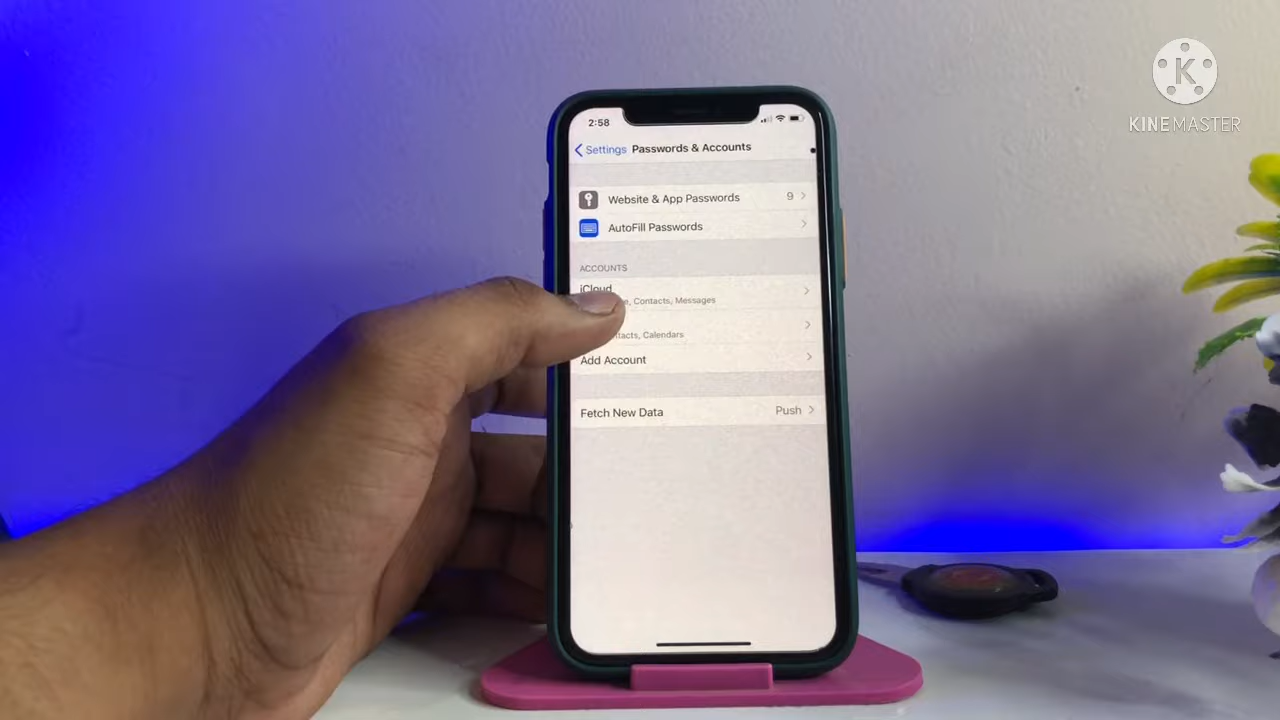 K
KINEMASTER
2:58
Settings Passwords & Accounts
Website & App Passwords 9
AutoFill Passwords
ACCOUNTS
iCloud
Contacts, Messages
Calendars
Add Account
Fetch New Data Push